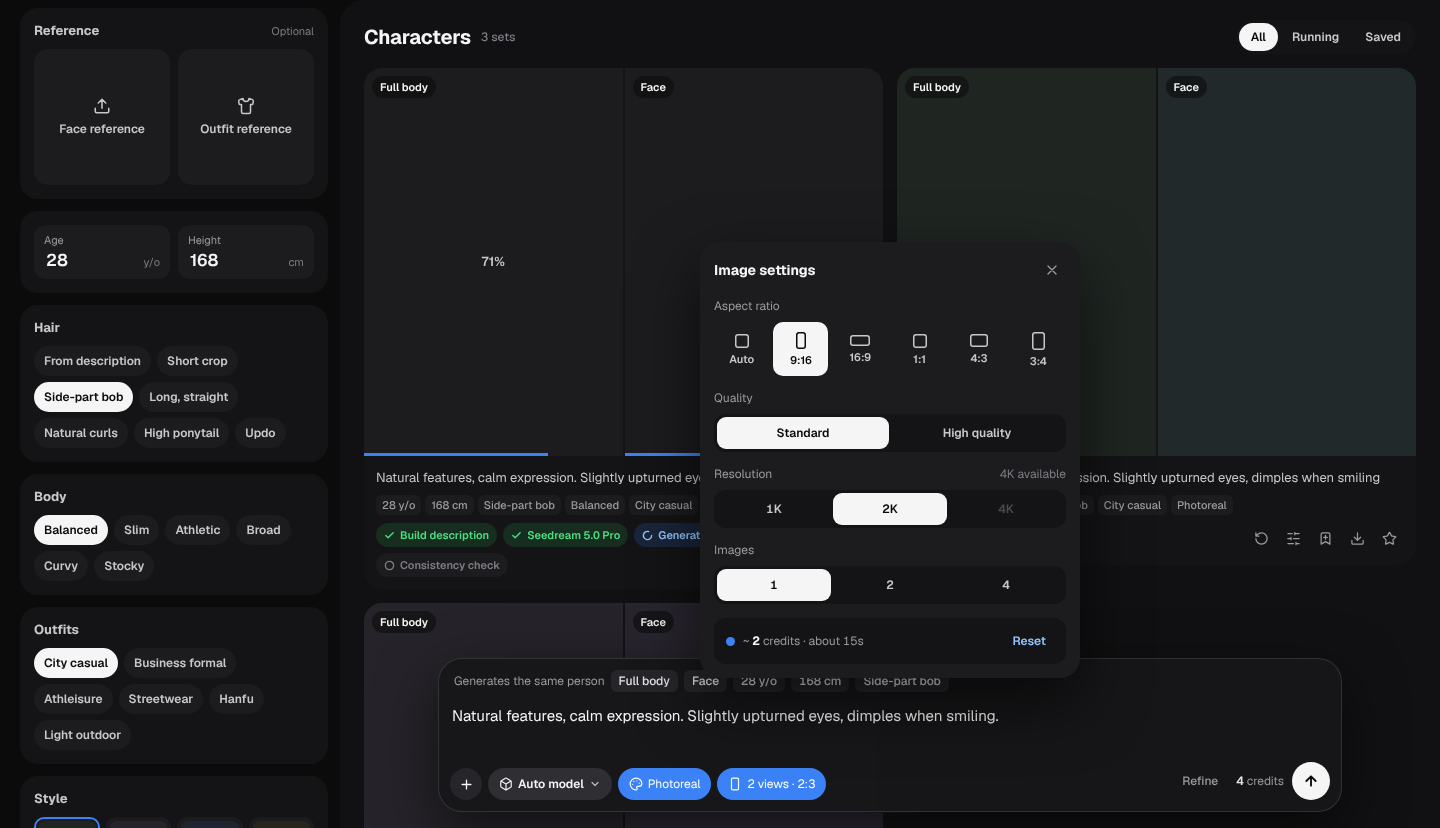 Reference
Optional
Face reference
Outfit reference
Age
28
y/o
Height
168
cm
Hair
From description
Short crop
Side-part bob
Long, straight
Natural curls
High ponytail
Updo
Body
Balanced
Slim
Athletic
Broad
Curvy
Stocky
Outfits
City casual
Business formal
Athleisure
Streetwear
Hanfu
Light outdoor
Style
Characters
3 sets
All
Running
Saved
Full body
Face
71%
Natural features, calm expression. Slightly upturned
28 y/o
168 cm
Side-part bob
Balanced
City casual
Build description
Seedream 5.0 Pro
Consistency check
Full body
Face
Slightly upturned eyes, dimples when smiling
City casual
Photoreal
Full body
Face
Image settings
Aspect ratio
Auto
9:16
16:9
1:1
4:3
3:4
Quality
Standard
High quality
Resolution
4K available
1K
2K
4K
Images
1
2
4
~ 2 credits · about 15s
Reset
Generates the same person
Full body
Face
28 y/o
168 cm
Side-part bob
Natural features, calm expression. Slightly upturned eyes, dimples when smiling.
Auto model
Photoreal
2 views · 2:3
Refine
4 credits